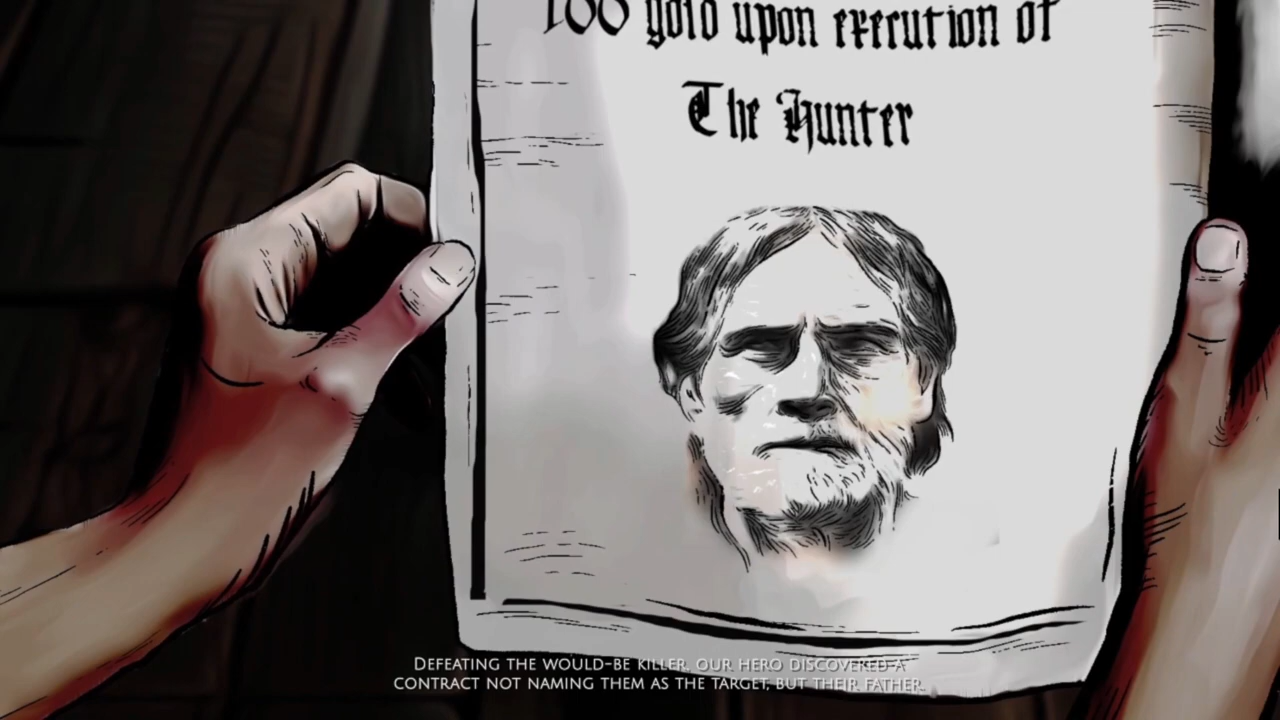 100 gold upon execution of
The Hunter
Defeating the would-be killer, our hero discovered a
contract not naming them as the target, but their father.